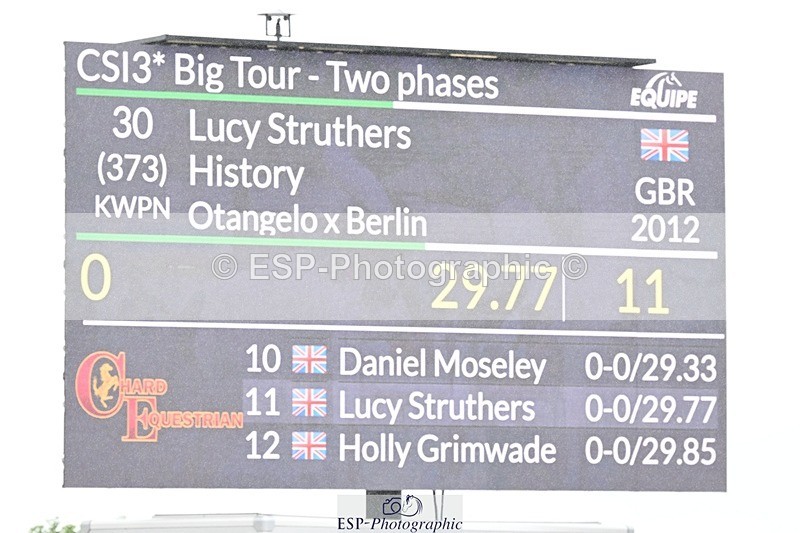 CSI3* Big Tour - Two phases
EQUIPE
30 Lucy Struthers
(373) History
GBR
KWPN Otangelo x Berlin
2012
© ESP-Photographic ©
0 29.77 11
10 Daniel Moseley 0-0/29.33
CHARD
EQUESTRIAN
11 Lucy Struthers 0-0/29.77
12 Holly Grimwade 0-0/29.85
ESP-Photographic